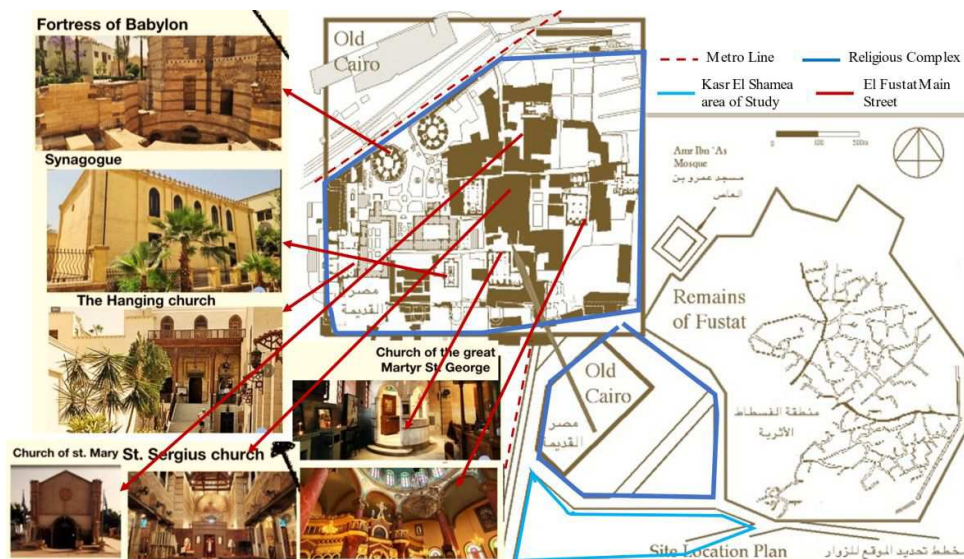 Fortress of Babylon
Synagogue
The Hanging church
Church of the great
Martyr St. George
Church of st. Mary
St. Sergius church
Old
Cairo
مصر
القديمة
Metro Line
Religious Complex
Kasr El Shamea
area of Study
El Fustat Main
Street
0
100
Amr Ibn `As
Mosque
مسجد عمرو بن
العاص
Remains
of Fustat
منطقة الفسطاط
الأثرية
Old
Cairo
مصر
القديمة
Site Location Plan
مخطط تحديد الموقع للزوار